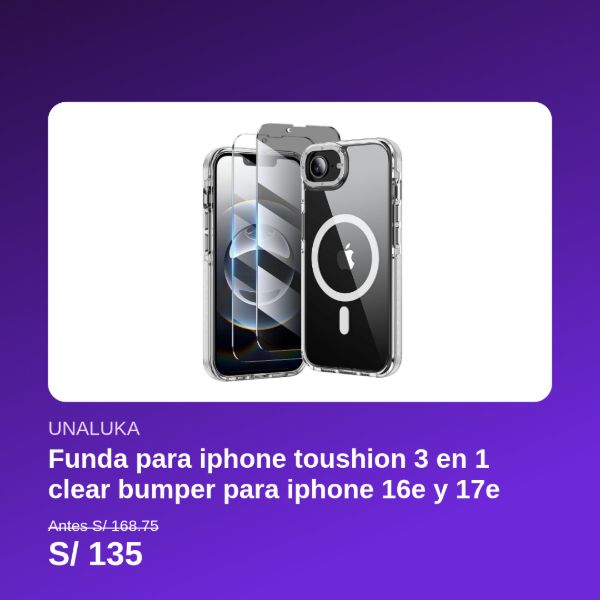 UNALUKA
Funda para iphone toushion 3 en 1
clear bumper para iphone 16e y 17e
Antes S/ 168.75
S/ 135